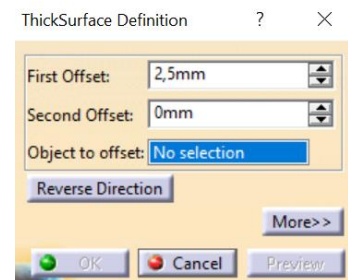 ThickSurface Definition ? ×
First Offset: 2,5mm
Second Offset: 0mm
Object to offset: No selection
Reverse Direction
More>>
OK Cancel Preview